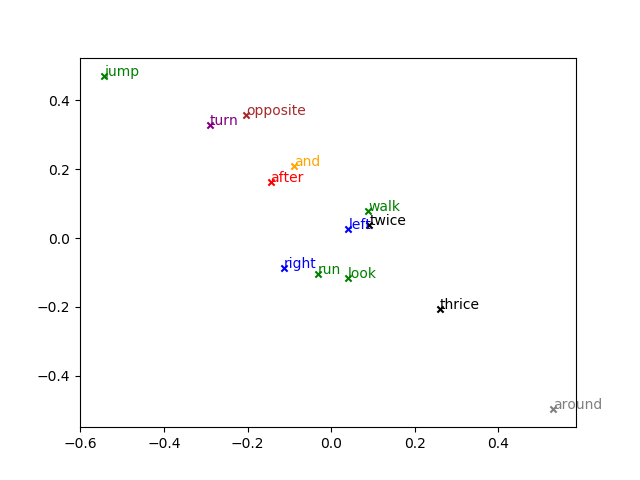 jump
0.4
opposite
turn
0.2
and
after
walk
twice
left
0.0
right
run
look
−0.2
thrice
−0.4
around
−0.6
−0.4
−0.2
0.0
0.2
0.4